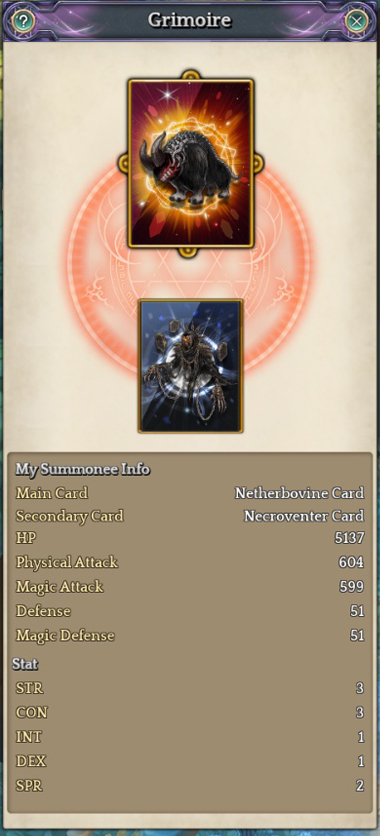 ?
Grimoire
My Summonee Info
Main Card Netherbovine Card
Secondary Card Necroventer Card
HP 5137
Physical Attack 604
Magic Attack 599
Defense 51
Magic Defense 51
Stat
STR 3
CON 3
INT 1
DEX 1
SPR 2